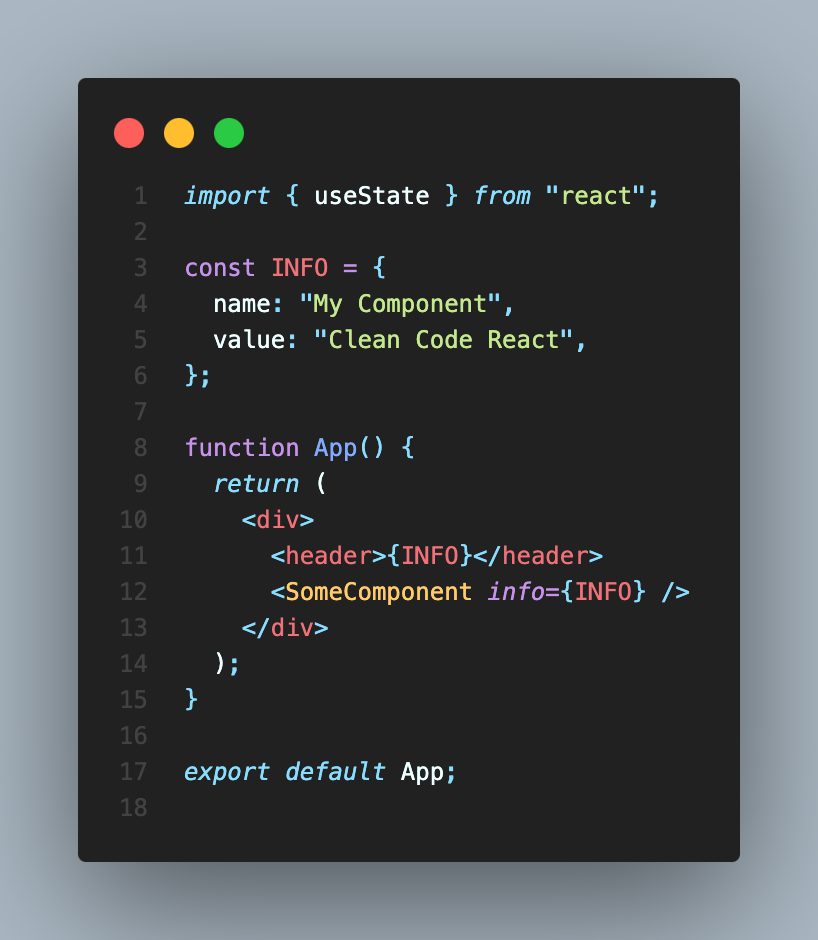 1 import { useState } from "react";
2
3 const INFO = {
4   name: "My Component",
5   value: "Clean Code React",
6 };
7
8 function App() {
9   return (
10     <div>
11       <header>{INFO}</header>
12       <SomeComponent info={INFO} />
13     </div>
14   );
15 }
16
17 export default App;
18